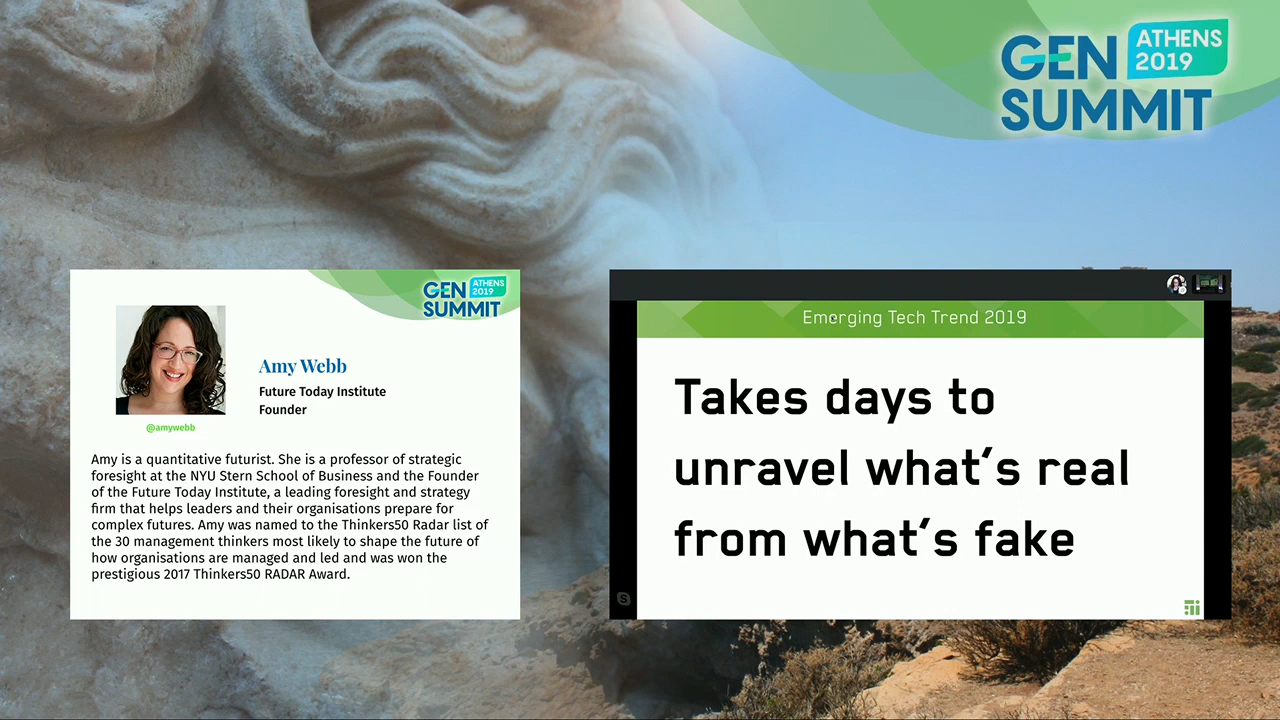 GEN ATHENS 2019
SUMMIT
GEN ATHENS 2019
SUMMIT
Amy Webb
Future Today Institute
Founder
@amywebb
Amy is a quantitative futurist. She is a professor of strategic
foresight at the NYU Stern School of Business and the Founder
of the Future Today Institute, a leading foresight and strategy
firm that helps leaders and their organisations prepare for
complex futures. Amy was named to the Thinkers50 Radar list of
the 30 management thinkers most likely to shape the future of
how organisations are managed and led and was won the
prestigious 2017 Thinkers50 RADAR Award.
Emerging Tech Trend 2019
Takes days to
unravel what's real
from what's fake